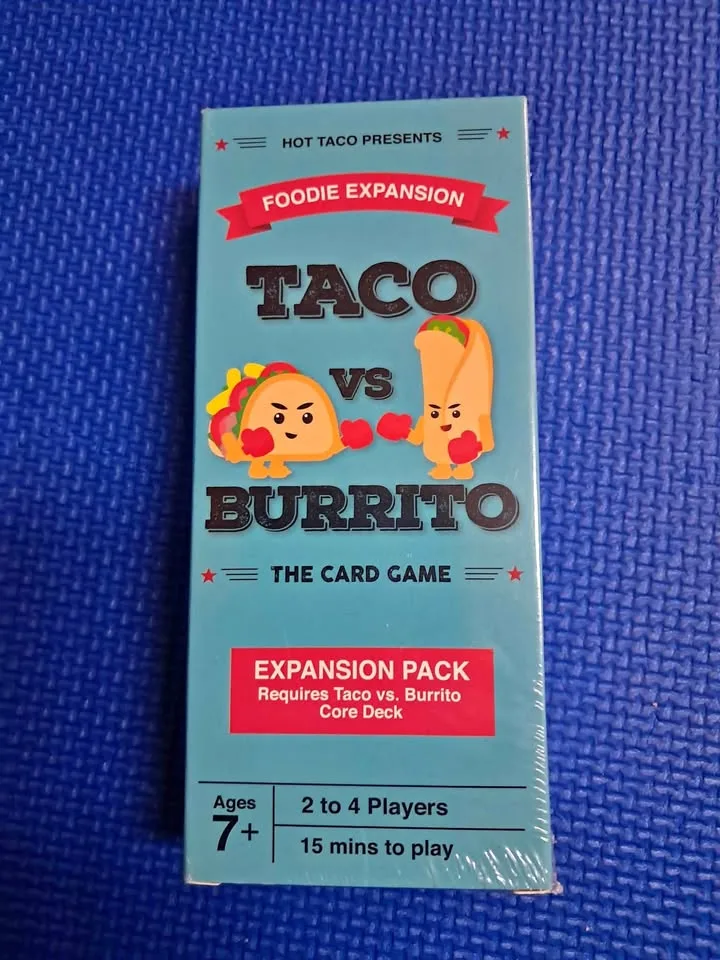 HOT TACO PRESENTS
FOODIE EXPANSION
TACO
VS
BURRITO
THE CARD GAME
EXPANSION PACK
Requires Taco vs. Burrito
Core Deck
Ages
7+
2 to 4 Players
15 mins to play